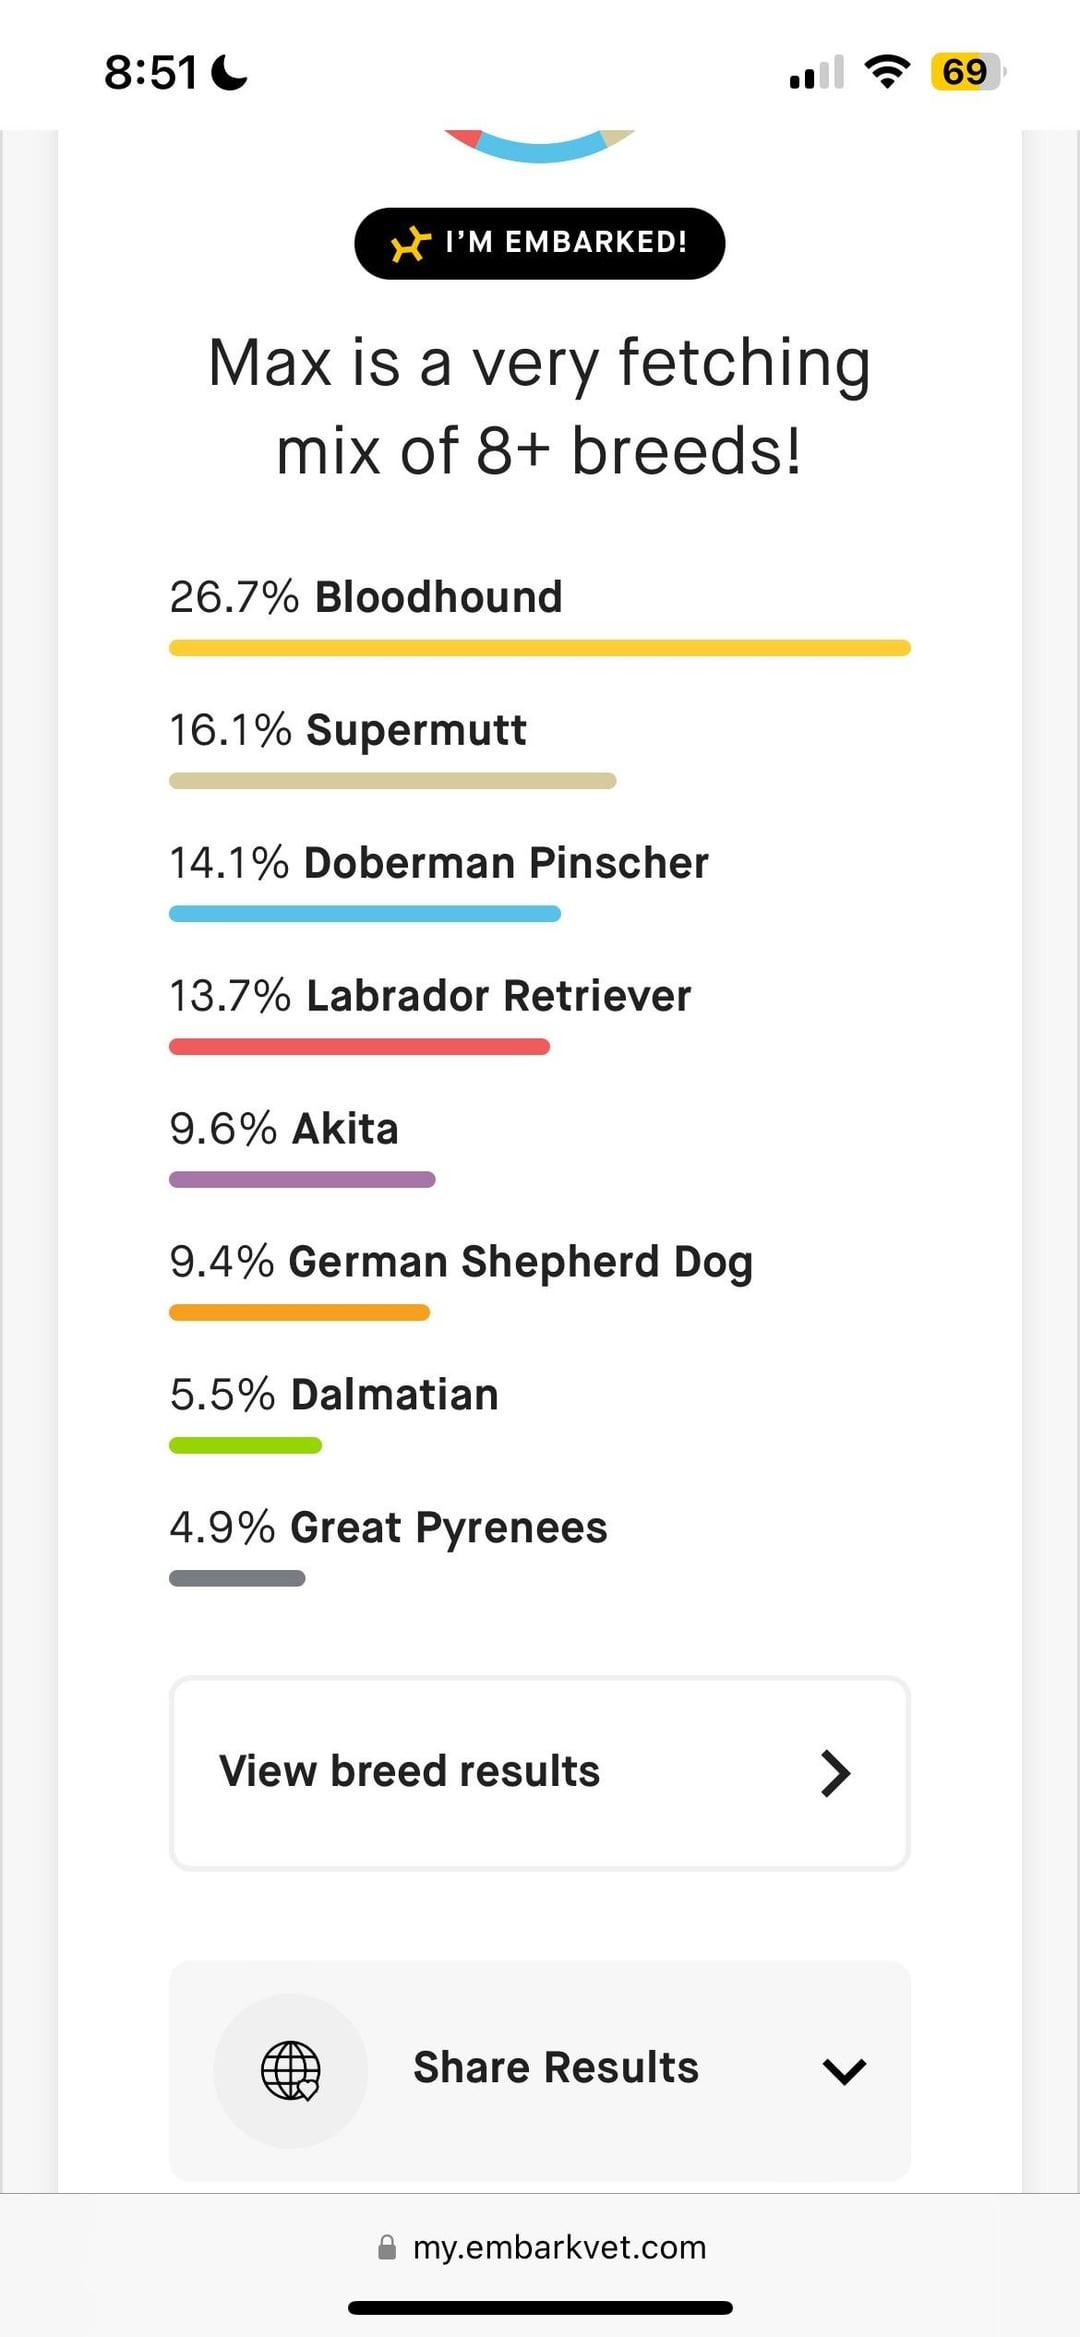 8:51
69
I’M EMBARKED!
Max is a very fetching
mix of 8+ breeds!
26.7% Bloodhound
16.1% Supermutt
14.1% Doberman Pinscher
13.7% Labrador Retriever
9.6% Akita
9.4% German Shepherd Dog
5.5% Dalmatian
4.9% Great Pyrenees
View breed results
Share Results
my.embarkvet.com